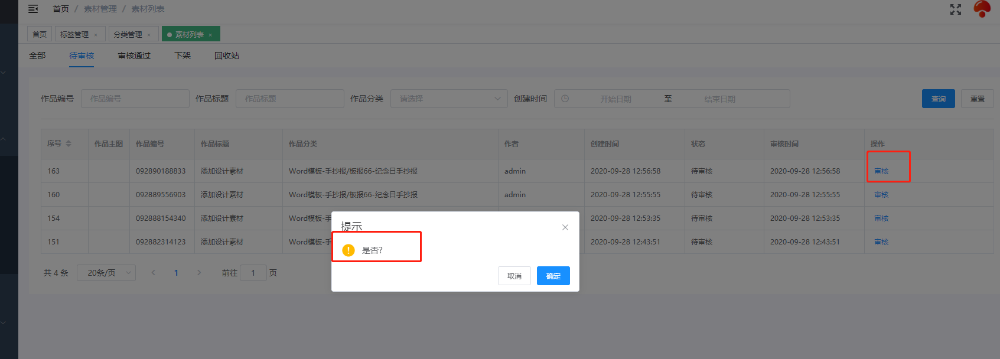 首页 / 素材管理 / 素材列表
首页 标签管理 × 分类管理 × 素材列表 ×
全部 待审核 审核通过 下架 回收站
作品编号 作品编号 作品标题 作品标题 作品分类 请选择 创建时间 开始日期 至 结束日期 查询 重置
序号 作品主图 作品编号 作品标题 作品分类 作者 创建时间 状态 审核时间 操作
163 092890188833 添加设计素材 Word模板-手抄报/板报66-纪念日手抄报 admin 2020-09-28 12:56:58 待审核 2020-09-28 12:56:58 审核
160 092889556903 添加设计素材 Word模板-手抄报/板报66-纪念日手抄报 admin 2020-09-28 12:55:55 待审核 2020-09-28 12:55:55 审核
154 092888154340 添加设计素材 Word模板-手 2020-09-28 12:53:35 待审核 2020-09-28 12:53:35 审核
151 092882314123 添加设计素材 Word模板-手 2020-09-28 12:43:51 待审核 2020-09-28 12:43:51 审核
提示
是否?
取消 确定
共 4 条 20条/页 1 前往 1 页